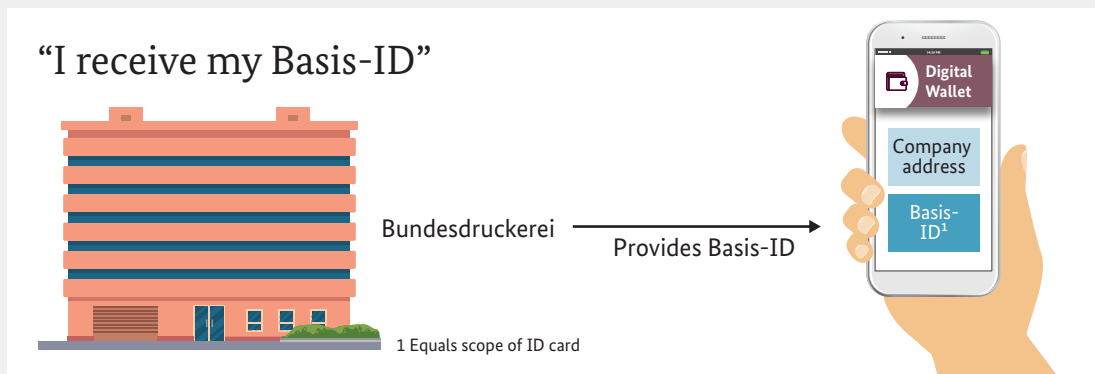 “I receive my Basis-ID”
Digital
Wallet
Company
address
Basis-
ID¹
Bundesdruckerei
Provides Basis-ID
1 Equals scope of ID card